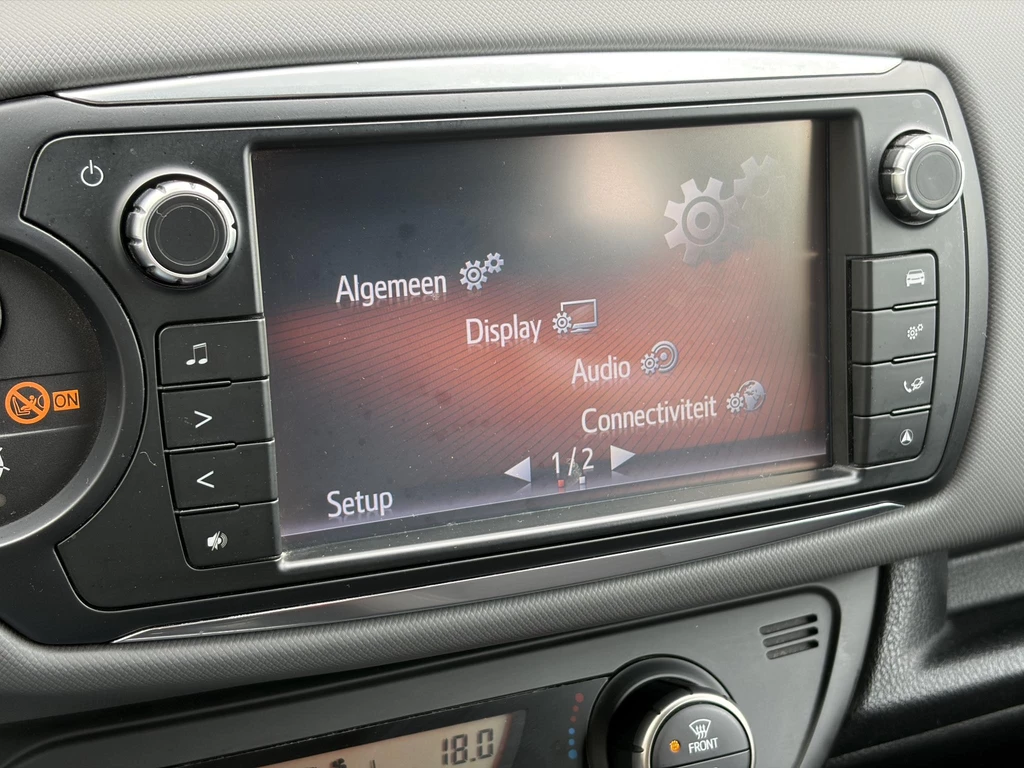 Algemeen
Display
Audio
Connectiviteit
1/2
Setup
ON
18.0
FRONT